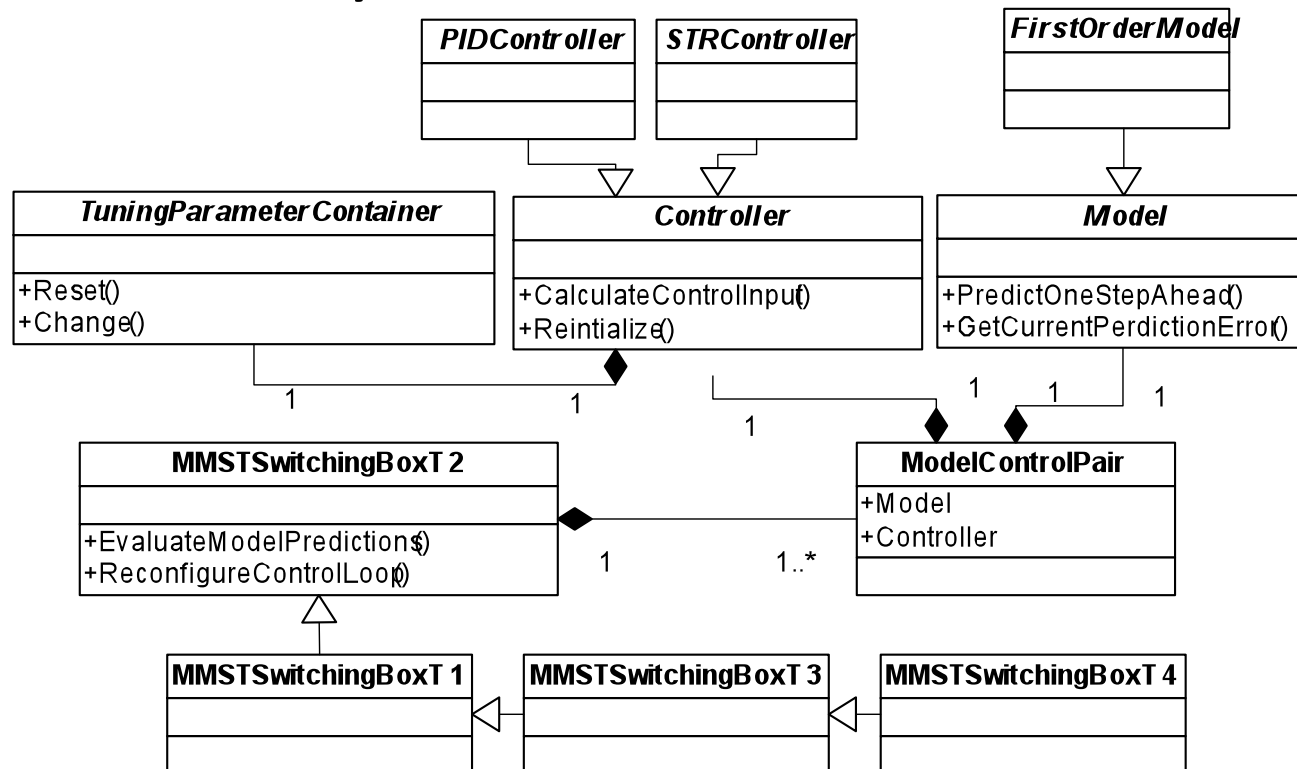 PIDController
STRController
FirstOrderModel
TuningParameterContainer
+Reset()
+Change()
Controller
+CalculateControlInput()
+Reintialize()
Model
+PredictOneStepAhead()
+GetCurrentPerdictionError()
1
1
1
1
1
1
MMSTSwitchingBoxT2
+EvaluateModelPredictions()
+ReconfigureControlLoop()
1
1..*
ModelControlPair
+Model
+Controller
MMSTSwitchingBoxT1
MMSTSwitchingBoxT3
MMSTSwitchingBoxT4